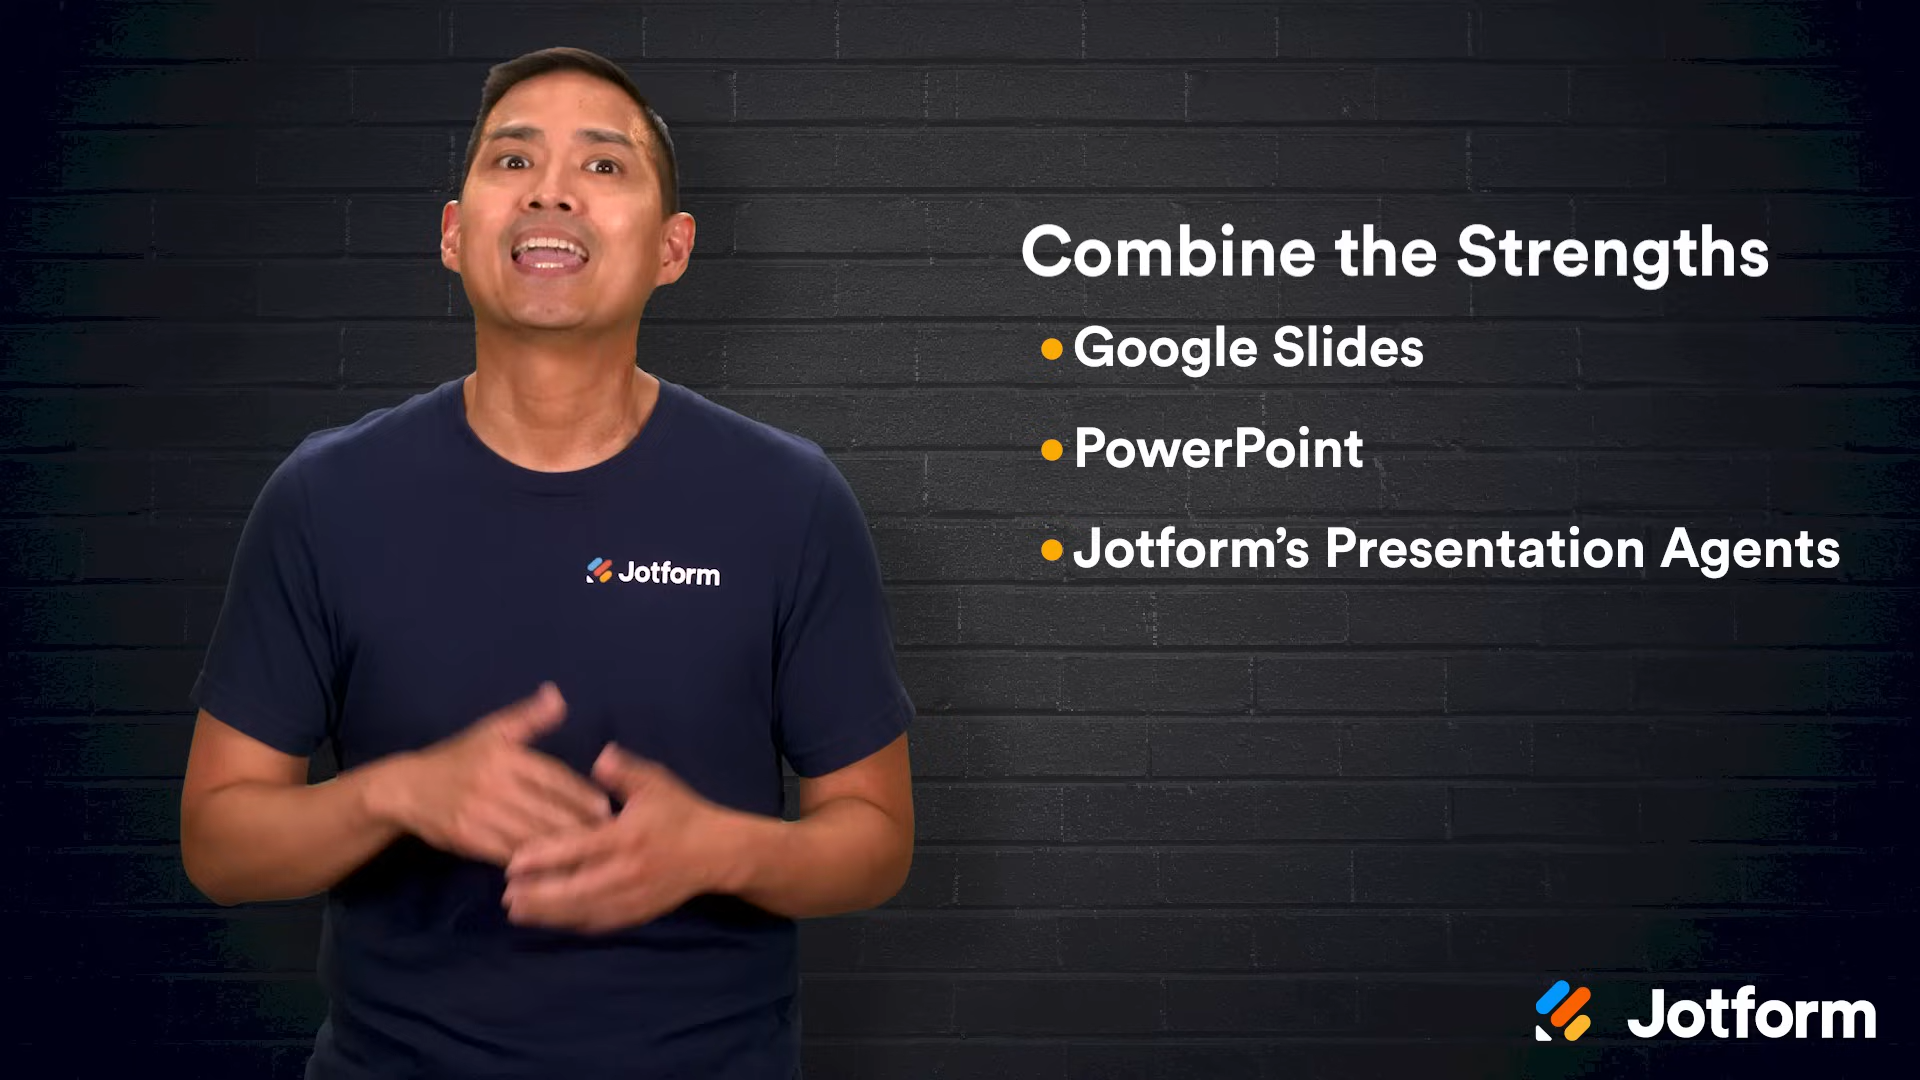 Combine the Strengths
Google Slides
PowerPoint
Jotform’s Presentation Agents
Jotform
Jotform